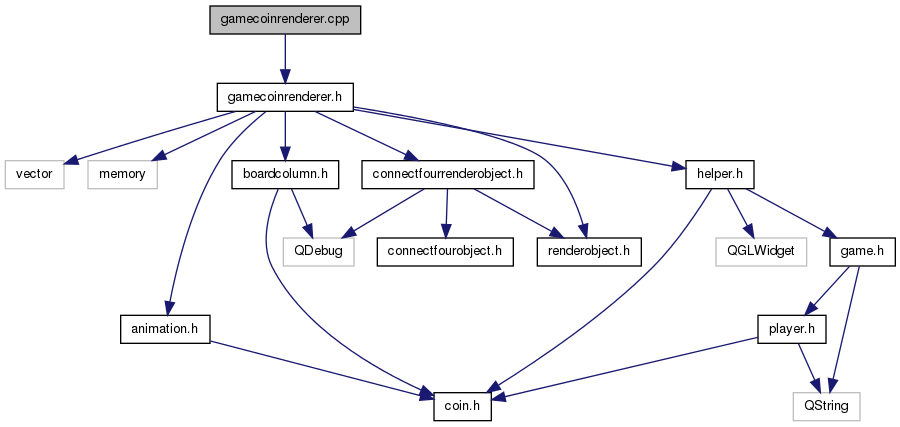 gamecoinrenderer.cpp
gamecoinrenderer.h
vector
memory
boardcolumn.h
connectfourrenderobject.h
helper.h
QDebug
connectfourobject.h
renderobject.h
QGLWidget
game.h
animation.h
player.h
coin.h
QString